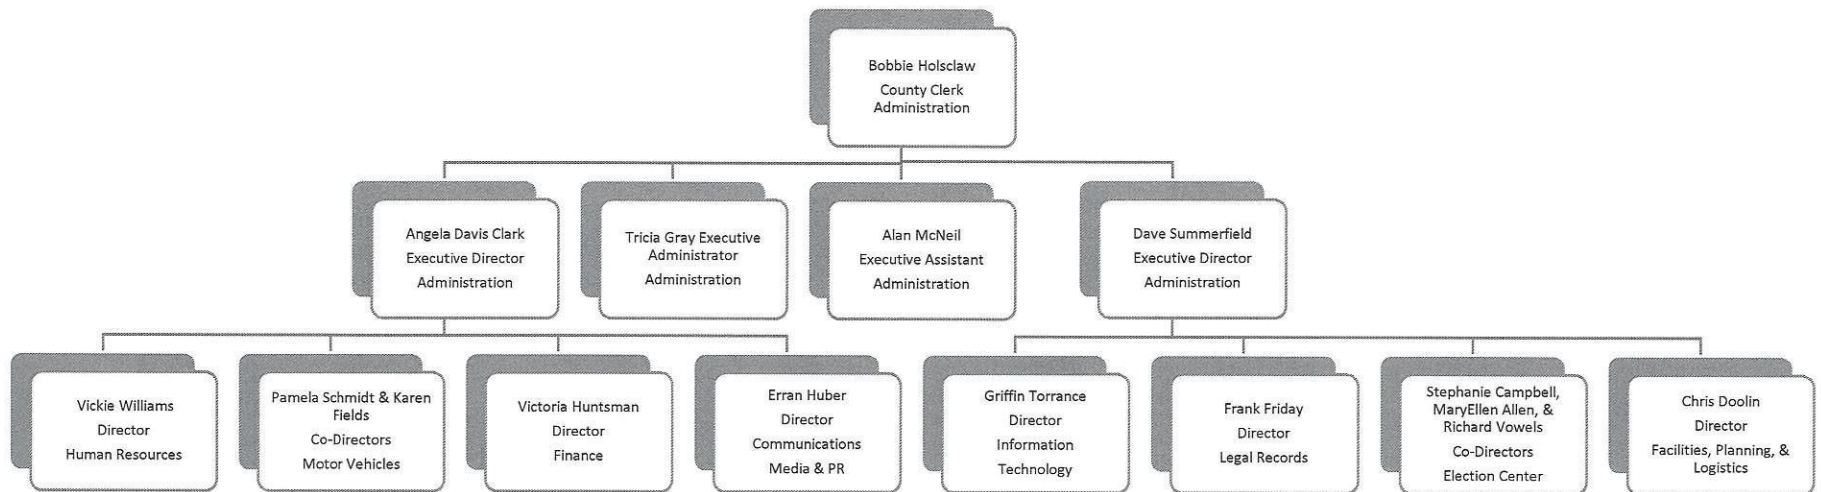 Bobbie Holsclaw
County Clerk
Administration
Angela Davis Clark
Executive Director
Administration
Tricia Gray Executive
Administrator
Administration
Alan McNeil
Executive Assistant
Administration
Dave Summerfield
Executive Director
Administration
Vickie Williams
Director
Human Resources
Pamela Schmidt & Karen
Fields
Co-Directors
Motor Vehicles
Victoria Huntsman
Director
Finance
Erran Huber
Director
Communications
Media & PR
Griffin Torrance
Director
Information
Technology
Frank Friday
Director
Legal Records
Stephanie Campbell,
MaryEllen Allen, &
Richard Vowels
Co-Directors
Election Center
Chris Doolin
Director
Facilities, Planning, &
Logistics